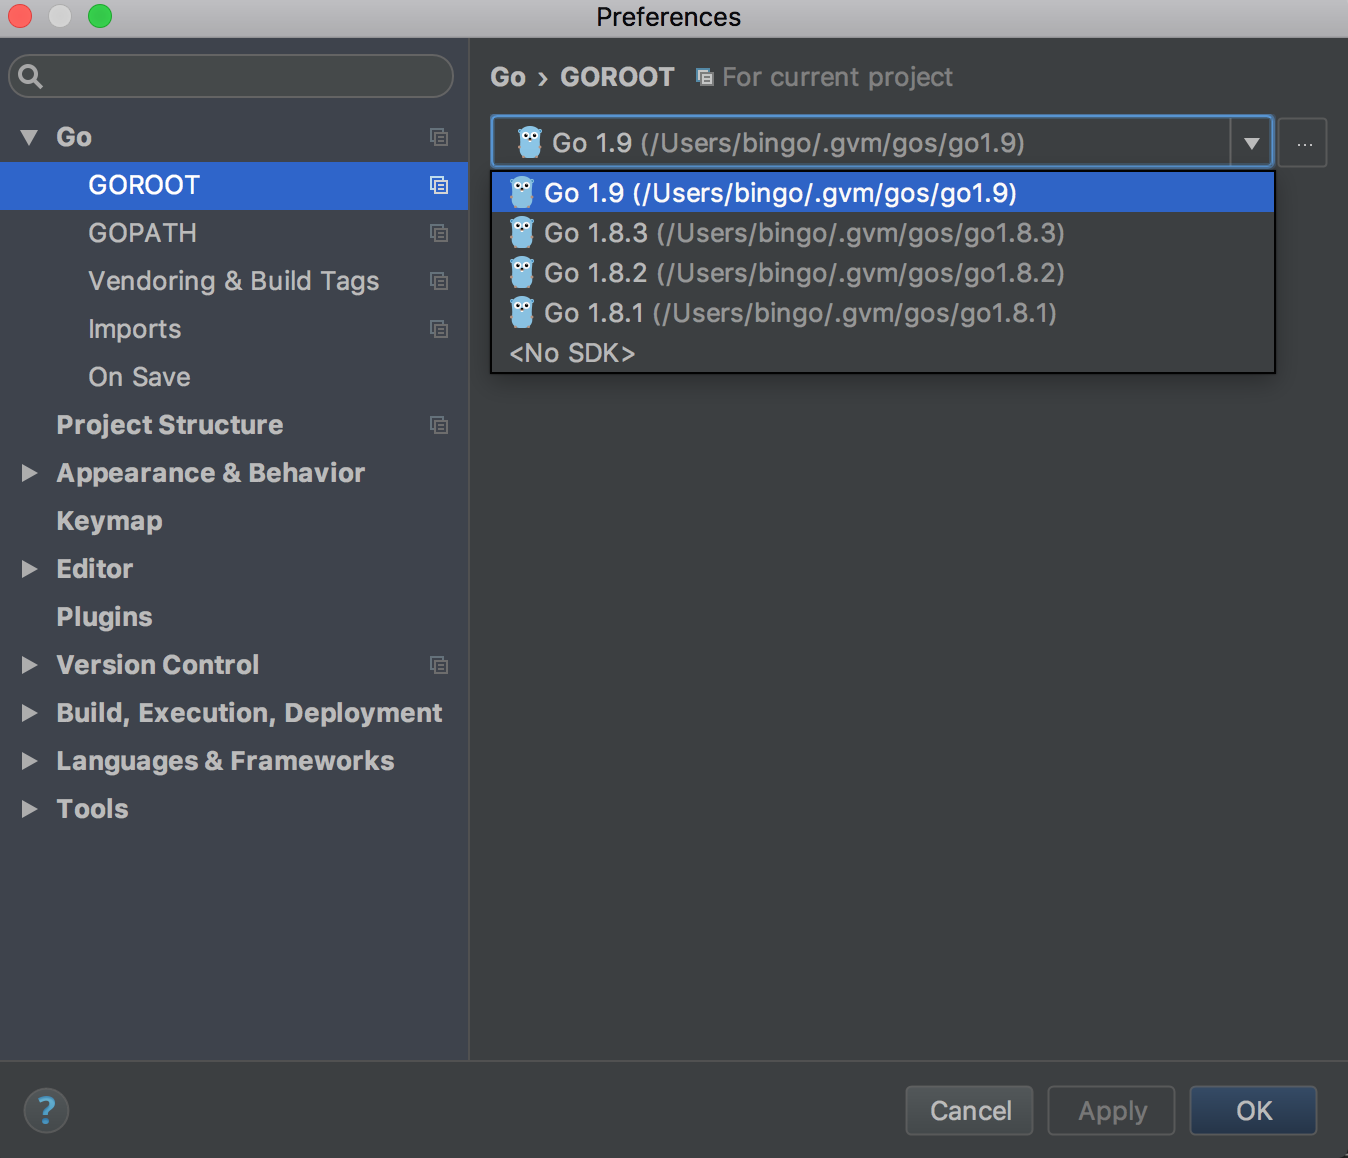 Preferences
Go
GOROOT
GOPATH
Vendoring & Build Tags
Imports
On Save
Project Structure
Appearance & Behavior
Keymap
Editor
Plugins
Version Control
Build, Execution, Deployment
Languages & Frameworks
Tools
Go › GOROOT For current project
Go 1.9 (/Users/bingo/.gvm/gos/go1.9) ...
Go 1.9 (/Users/bingo/.gvm/gos/go1.9)
Go 1.8.3 (/Users/bingo/.gvm/gos/go1.8.3)
Go 1.8.2 (/Users/bingo/.gvm/gos/go1.8.2)
Go 1.8.1 (/Users/bingo/.gvm/gos/go1.8.1)
<No SDK>
? Cancel Apply OK